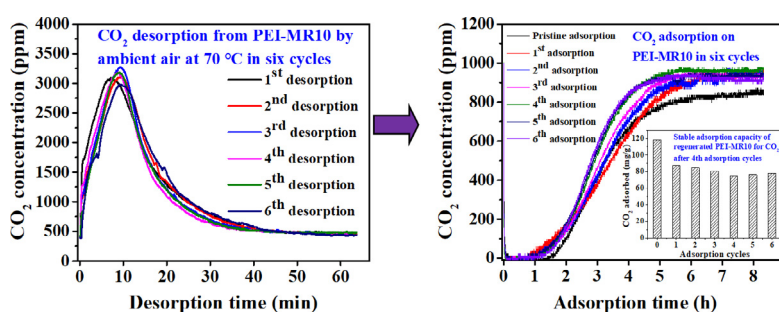 CO2 desorption from PEI-MR10 by
ambient air at 70 °C in six cycles
1st desorption
2nd desorption
3rd desorption
4th desorption
5th desorption
6th desorption
CO2 concentration (ppm)
4000
3500
3000
2500
2000
1500
1000
500
0
0 10 20 30 40 50 60
Desorption time (min)
CO2 adsorption on
PEI-MR10 in six cycles
Pristine adsorption
1st adsorption
2nd adsorption
3rd adsorption
4th adsorption
5th adsorption
6th adsorption
CO2 concentration (ppm)
1200
1000
800
600
400
200
0
0 1 2 3 4 5 6 7 8
Adsorption time (h)
Stable adsorption capacity of
regenerated PEI-MR10 for CO2
after 4th adsorption cycles
CO2 adsorbed (mg/g)
120
100
80
60
40
20
0
0 1 2 3 4 5 6
Adsorption cycles